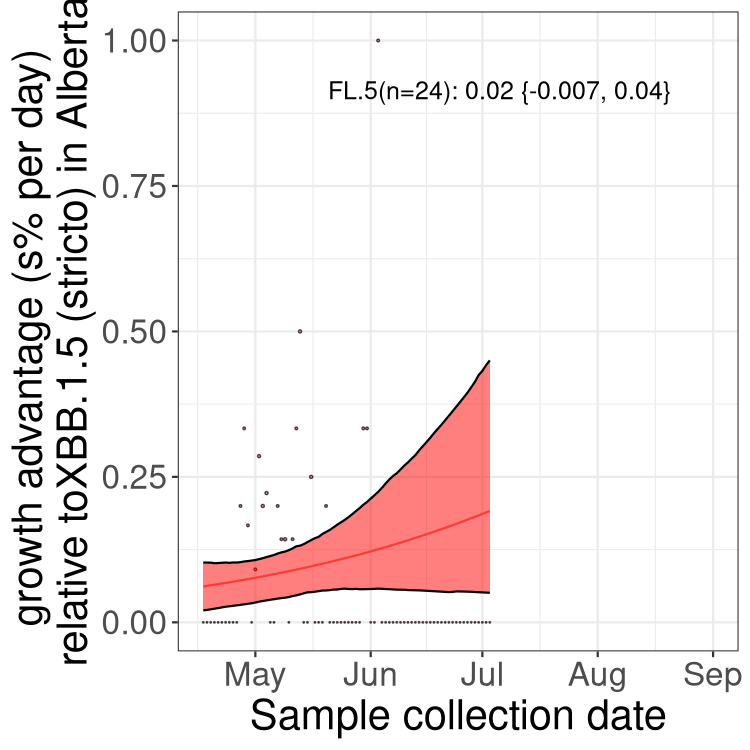 growth advantage (s% per day)
relative toXBB.1.5 (stricto) in Alberta
1.00
0.75
0.50
0.25
0.00
FL.5(n=24): 0.02 {-0.007, 0.04}
May Jun Jul Aug Sep
Sample collection date